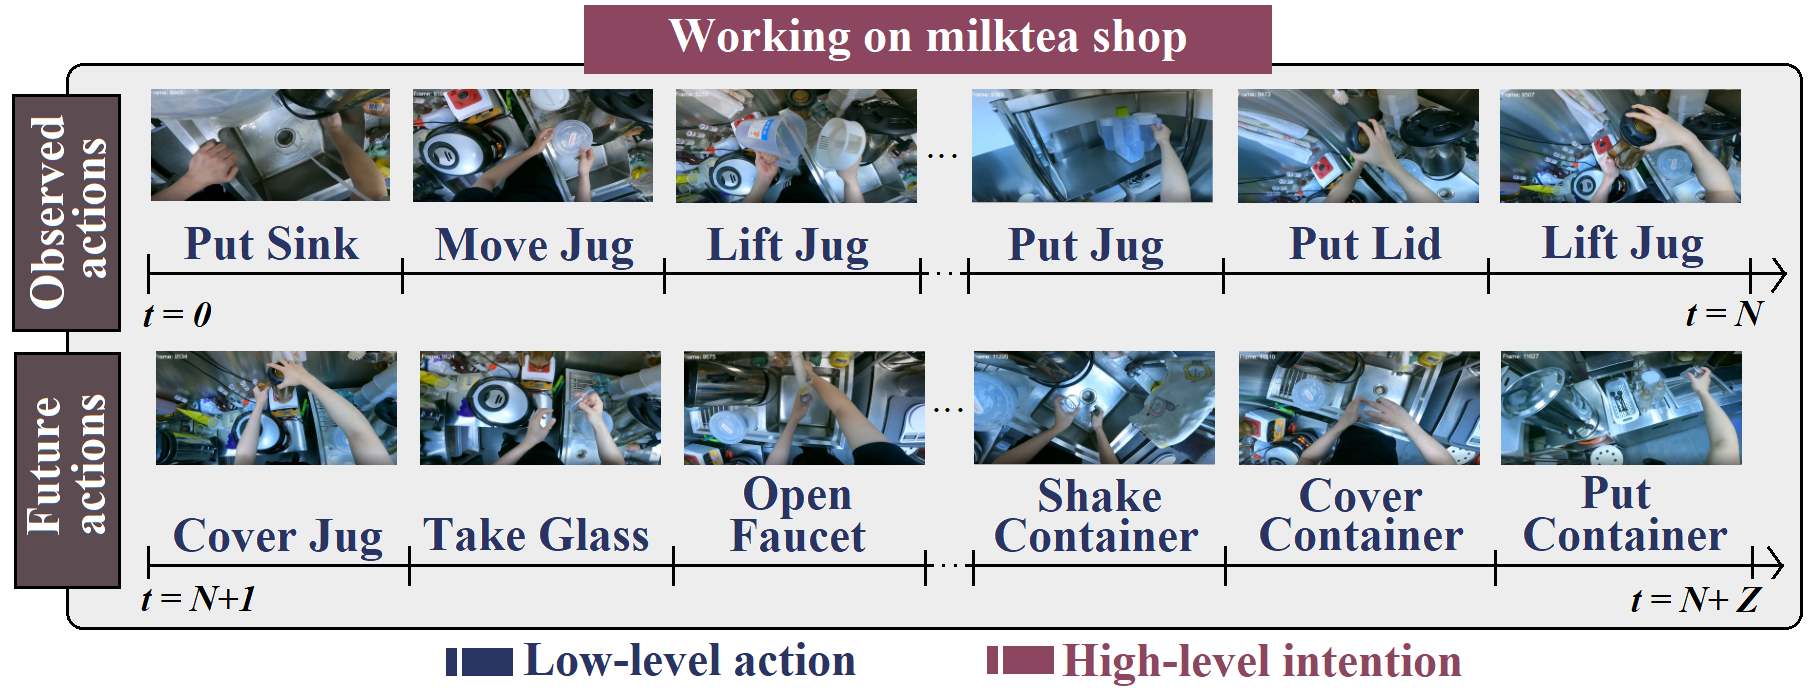 Working on milktea shop
Observed
actions
Put Sink
Move Jug
Lift Jug
...
Put Jug
Put Lid
Lift Jug
t = 0
t = N
Future
actions
Cover Jug
Take Glass
Open
Faucet
...
Shake
Container
Cover
Container
Put
Container
t = N+1
t = N+ Z
Low-level action
High-level intention